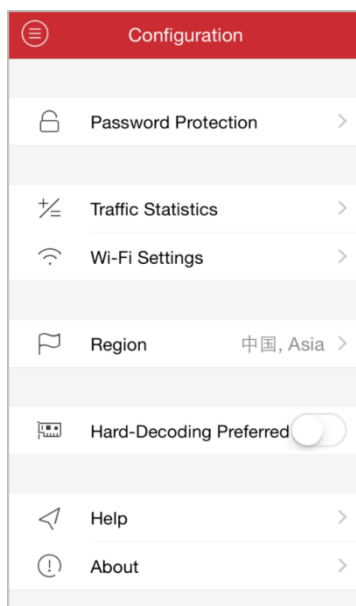 Configuration
Password Protection
Traffic Statistics
Wi-Fi Settings
Region 中国, Asia
Hard-Decoding Preferred
Help
About